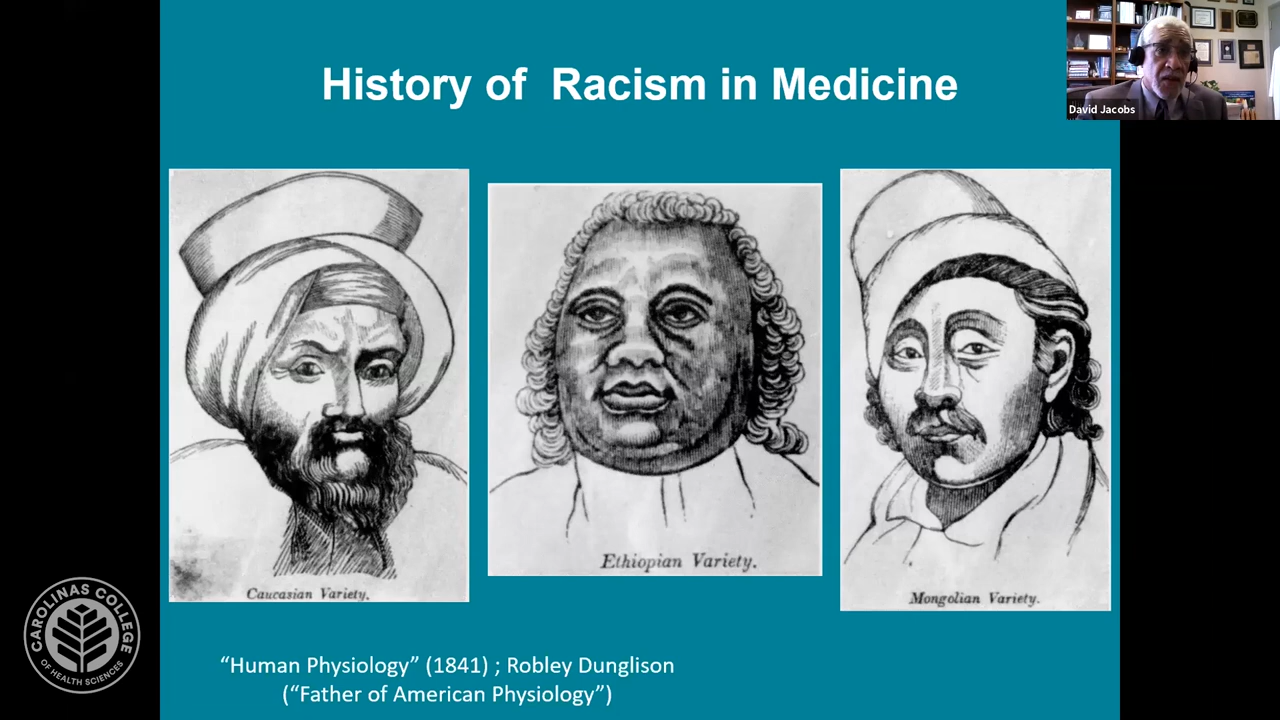 History of Racism in Medicine
David Jacobs
Caucasian Variety.
Ethiopian Variety.
Mongolian Variety.
“Human Physiology” (1841) ; Robley Dunglison
(“Father of American Physiology”)
CAROLINAS COLLEGE
OF HEALTH SCIENCES